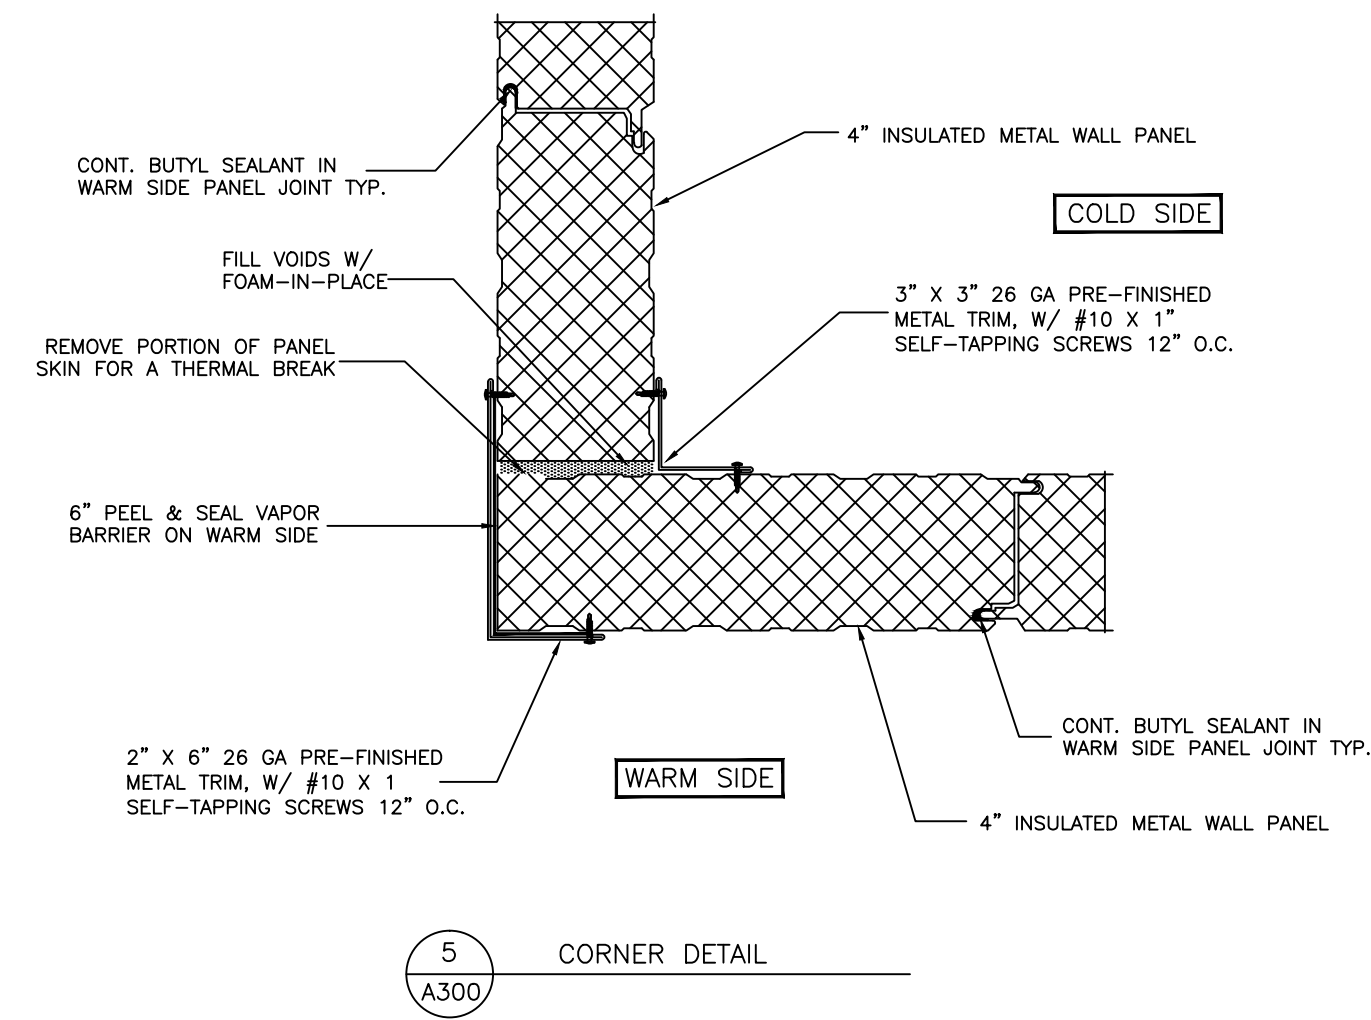 4” INSULATED METAL WALL PANEL
CONT. BUTYL SEALANT IN
WARM SIDE PANEL JOINT TYP.
COLD SIDE
FILL VOIDS W/
FOAM-IN-PLACE
3” X 3” 26 GA PRE-FINISHED
METAL TRIM, W/ #10 X 1”
SELF-TAPPING SCREWS 12” O.C.
REMOVE PORTION OF PANEL
SKIN FOR A THERMAL BREAK
6” PEEL & SEAL VAPOR
BARRIER ON WARM SIDE
CONT. BUTYL SEALANT IN
WARM SIDE PANEL JOINT TYP.
2” X 6” 26 GA PRE-FINISHED
METAL TRIM, W/ #10 X 1
SELF-TAPPING SCREWS 12” O.C.
WARM SIDE
4” INSULATED METAL WALL PANEL
5
A300
CORNER DETAIL